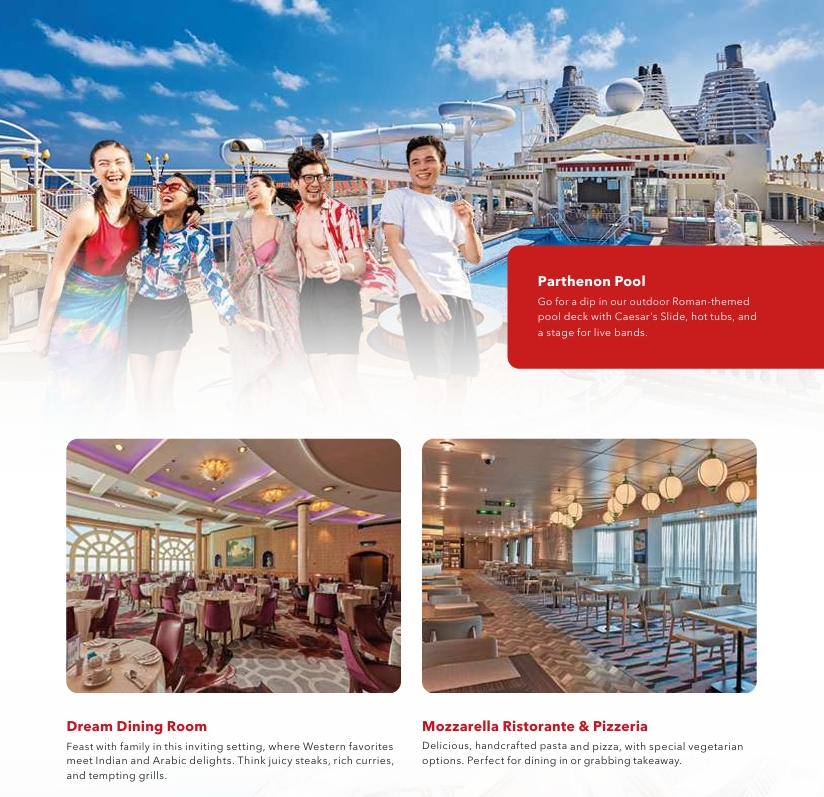 Parthenon Pool
Go for a dip in our outdoor Roman-themed
pool deck with Caesar's Slide, hot tubs, and
a stage for live bands.
Dream Dining Room
Feast with family in this inviting setting, where Western favorites
meet Indian and Arabic delights. Think juicy steaks, rich curries,
and tempting grills.
Mozzarella Ristorante & Pizzeria
Delicious, handcrafted pasta and pizza, with special vegetarian
options. Perfect for dining in or grabbing takeaway.